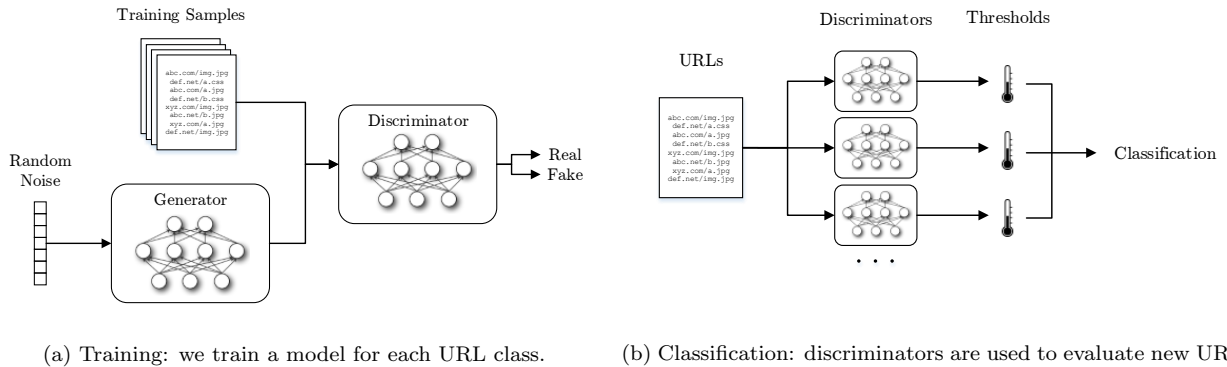 Training Samples
abc.com/img.jpg
def.net/a.css
abc.com/a.jpg
def.net/b.css
xyz.com/img.jpg
abc.net/b.jpg
xyz.com/a.jpg
def.net/img.jpg
Random
Noise
Generator
Discriminator
Real
Fake
(a) Training: we train a model for each URL class.
Discriminators
Thresholds
URLs
abc.com/img.jpg
def.net/a.css
abc.com/a.jpg
def.net/b.css
xyz.com/img.jpg
abc.net/b.jpg
xyz.com/a.jpg
def.net/img.jpg
Classification
. . .
(b) Classification: discriminators are used to evaluate new UR